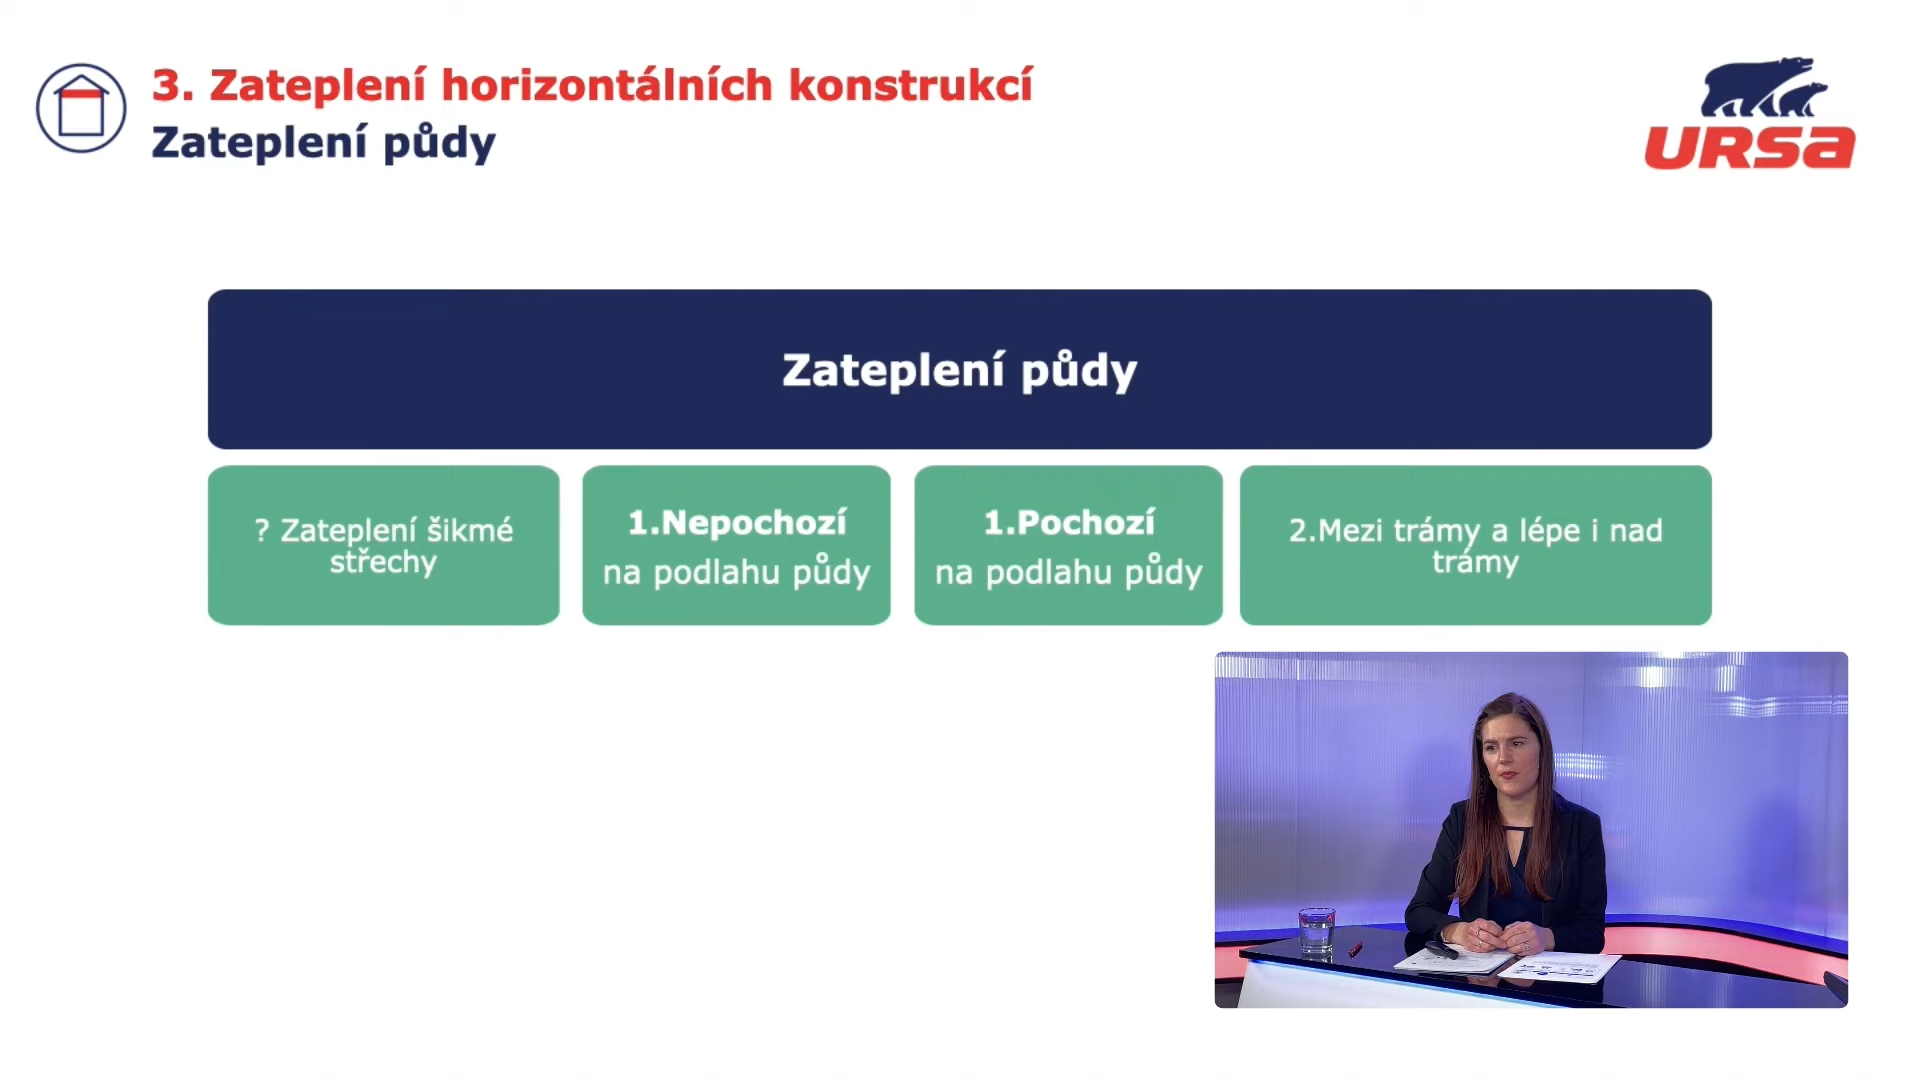 3. Zateplení horizontálních konstrukcí
Zateplení půdy
URSA
Zateplení půdy
? Zateplení šikmé
střechy
1.Nepochozí
na podlahu půdy
1.Pochozí
na podlahu půdy
2.Mezi trámy a lépe i nad
trámy